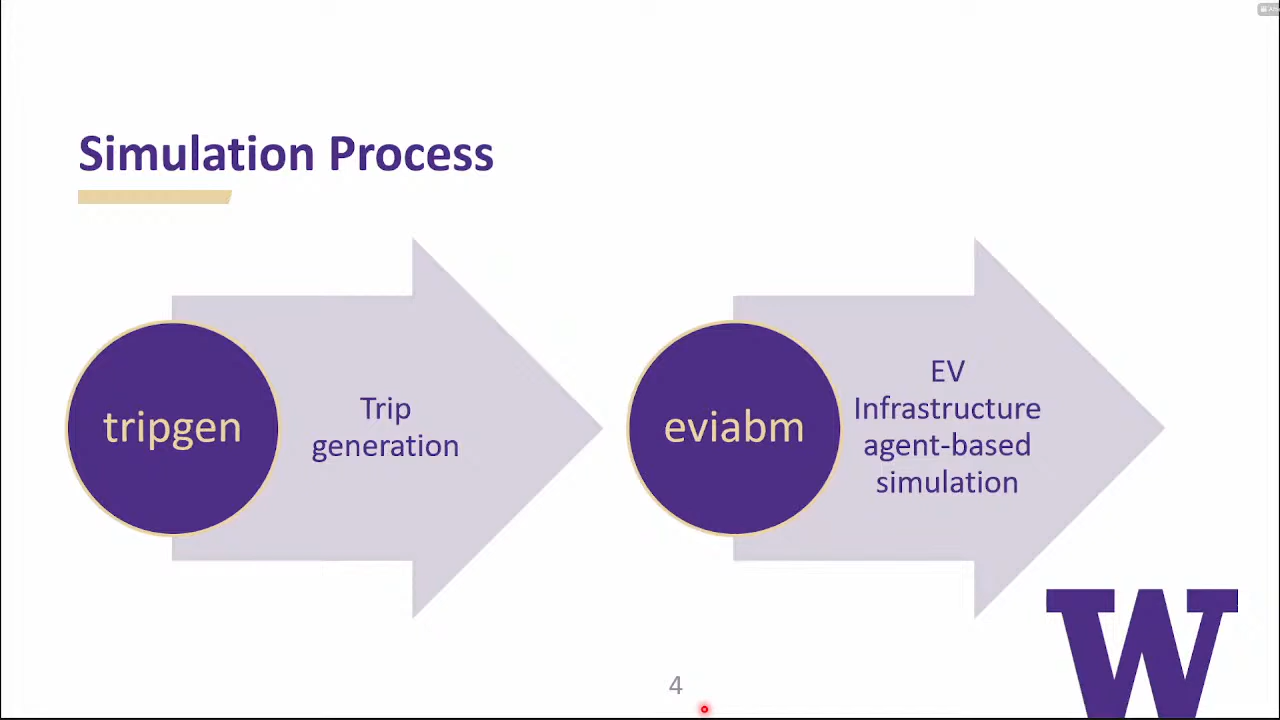 Simulation Process
tripgen
Trip
generation
eviabm
EV
Infrastructure
agent-based
simulation
W
4